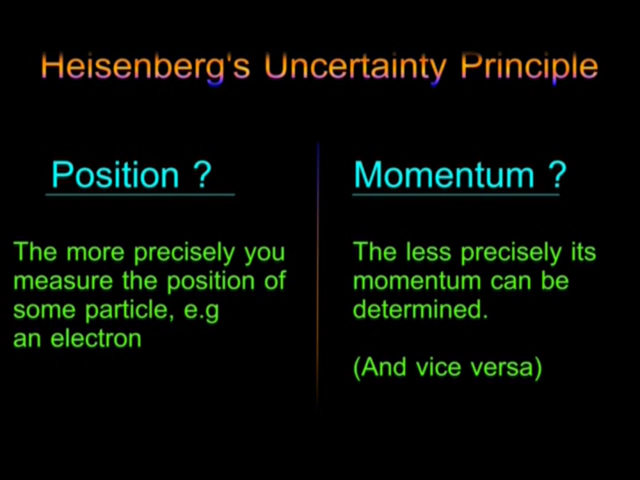 Heisenberg's Uncertainty Principle
Position ?
The more precisely you
measure the position of
some particle, e.g
an electron
Momentum ?
The less precisely its
momentum can be
determined.
(And vice versa)